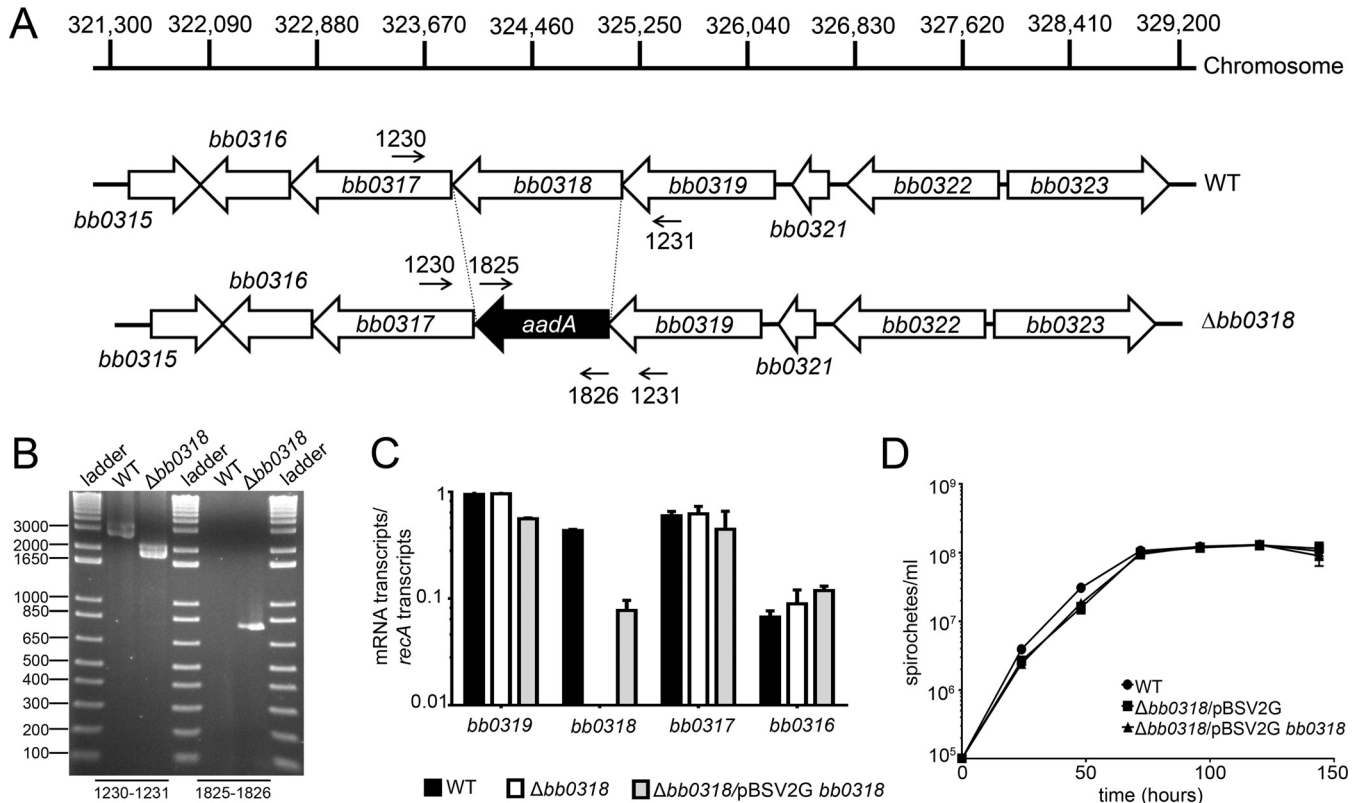 A
321,300 322,090 322,880 323,670 324,460 325,250 326,040 326,830 327,620 328,410 329,200
Chromosome
bb0316
1230
bb0317 bb0318 bb0319 bb0322 bb0323
WT
bb0315
1231
bb0321
bb0316
1230 1825
bb0317 aadA bb0319 bb0322 bb0323
Δbb0318
bb0315
bb0321
1826 1231
B
ladder WT Δbb0318 ladder WT Δbb0318 ladder
3000
2000
1650
1000
850
650
500
400
300
200
100
1230-1231 1825-1826
C
mRNA transcripts/
recA transcripts
1
0.1
0.01
bb0319 bb0318 bb0317 bb0316
WT Δbb0318 Δbb0318/pBSV2G bb0318
D
spirochetes/ml
10⁹
10⁸
10⁷
10⁶
10⁵
WT
Δbb0318/pBSV2G
Δbb0318/pBSV2G bb0318
0 50 100 150
time (hours)